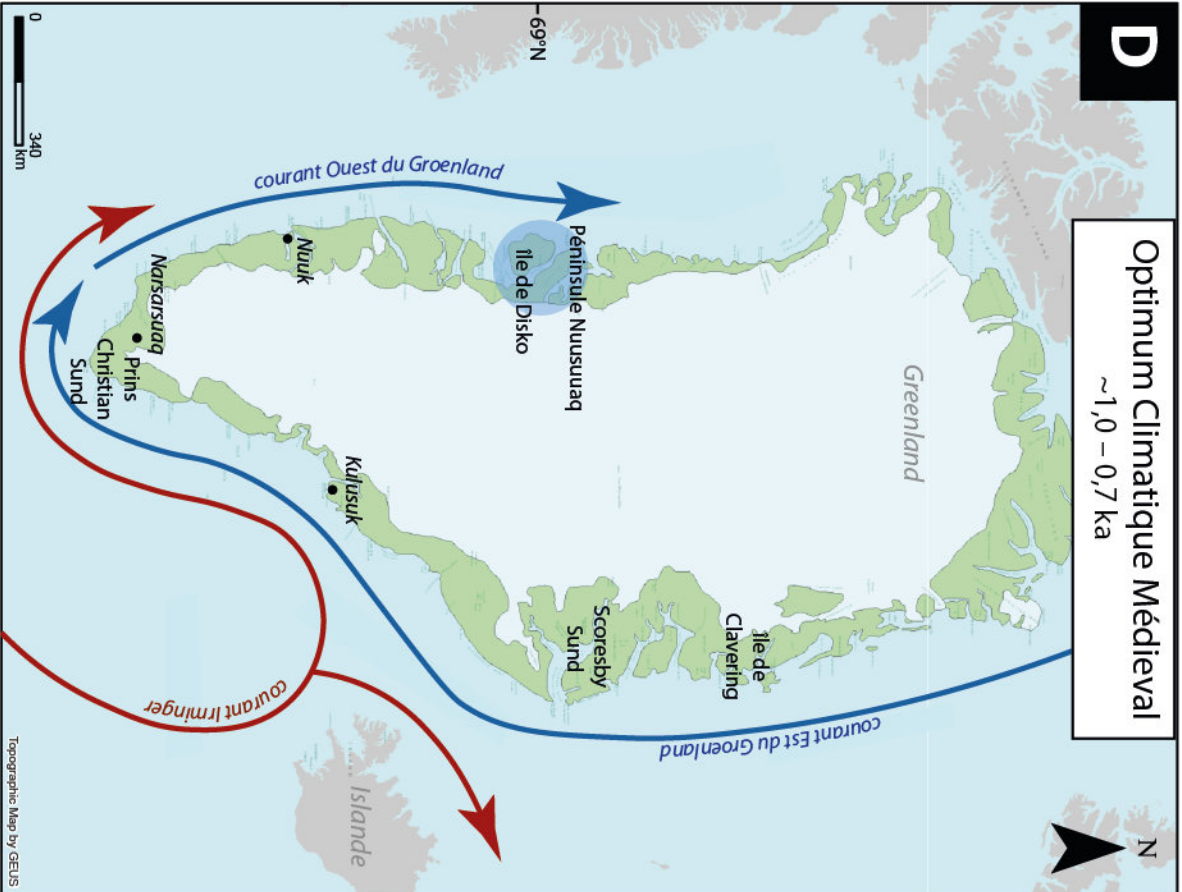 D
Optimum Climatique Médieval
~1,0 – 0,7 ka
N
Greenland
île de
Clavering
courant Est du Groenland
Scoresby
Sund
Péninsule Nuusuuaq
île de Disko
69°N
courant Ouest du Groenland
Nuuk
Kulusuk
Narsarsuaq
Prins
Christian
Sund
courant Irminger
Islande
0
340
km
Topographic Map by GEUS